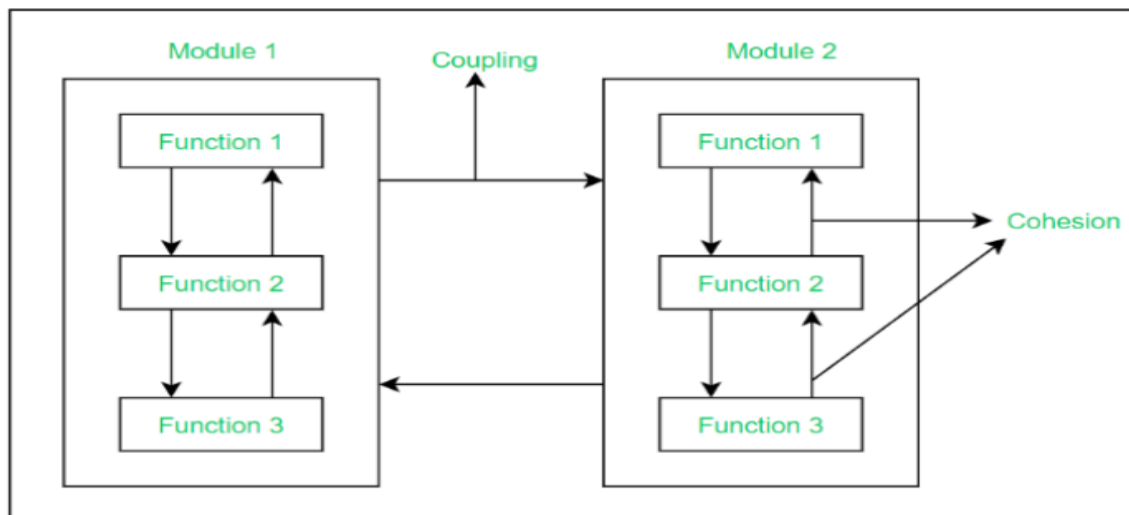 Module 1
Coupling
Module 2
Function 1
Function 1
Cohesion
Function 2
Function 2
Function 3
Function 3